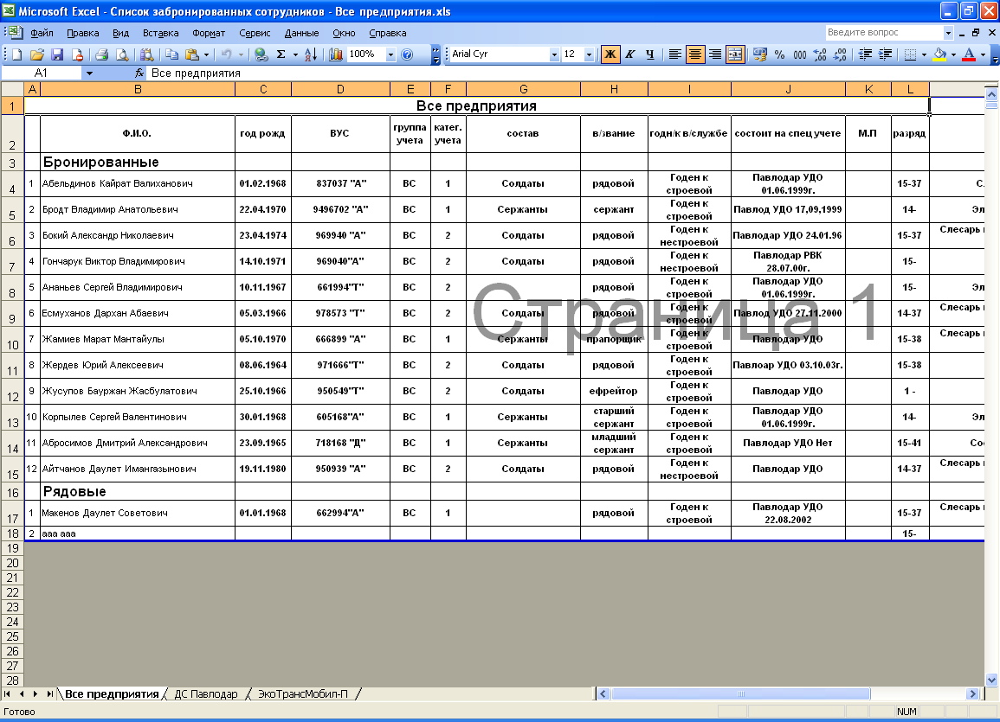 Microsoft Excel - Список забронированных сотрудников - Все предприятия.xls
Файл Правка Вид Вставка Формат Сервис Данные Окно Справка Введите вопрос
100% Arial Cyr 12 Ж К Ч % 000
A1 fx Все предприятия
A B C D E F G H I J K L
1 Все предприятия
2 Ф.И.О. год рожд ВУС группа учета катег. учета состав в/звание годн/к в/службе состоит на спец учете М.П разряд
3 Бронированные
4 1 Абельдинов Кайрат Валиханович 01.02.1968 837037 "А" ВС 1 Солдаты рядовой Годен к строевой Павлодар УДО 01.06.1999г. 15-37 С
5 2 Бродт Владимир Анатольевич 22.04.1970 9496702 "А" ВС 1 Сержанты сержант Годен к строевой Павлод УДО 17,09,1999 14- Эл
6 3 Бокий Александр Николаевич 23.04.1974 969940 "А" ВС 2 Солдаты рядовой Годен к нестроевой Павлодар УДО 24.01.96 15-37 Слесарь
7 4 Гончарук Виктор Владимирович 14.10.1971 969040"А" ВС 2 Солдаты рядовой Годен к нестроевой Павлодар РВК 28.07.00г. 15-
8 5 Ананьев Сергей Владимирович 10.11.1967 661994"Т" ВС 2 рядовой Годен к строевой Павлодар УДО 01.06.1999г. 15- Эл
9 6 Есмуханов Дархан Абаевич 05.03.1966 978573 "Т" ВС 2 Солдаты рядовой Годен к строевой Павлод УДО 27.11.2000 14-37 Слесарь
10 7 Жамиев Марат Мантайулы 05.10.1970 666899 "А" ВС 1 Сержанты прапорщик Годен к строевой Павлодар УДО 15-38 Слесарь
11 8 Жердев Юрий Алексеевич 08.06.1964 971666"Т" ВС 2 Солдаты рядовой Годен к строевой Павлоар УДО 03.10.03г. 15-38
12 9 Жусупов Бауржан Жасбулатович 25.10.1966 950549"Т" ВС 2 Солдаты ефрейтор Годен к строевой Павлодар УДО 1 -
13 10 Корпылев Сергей Валентинович 30.01.1968 605168"А" ВС 1 Сержанты старший сержант Годен к строевой Павлодар УДО 01.06.1999г. 14- Эл
14 11 Абросимов Дмитрий Александрович 23.09.1965 718168 "Д" ВС 1 Сержанты младший сержант Годен к строевой Павлодар УДО Нет 15-41 Со
15 12 Айтчанов Даулет Имангазынович 19.11.1980 950939 "А" ВС 2 Солдаты рядовой Годен к нестроевой Павлодар УДО 14-37 Слесарь
16 Рядовые
17 1 Макенов Даулет Советович 01.01.1968 662994"А" ВС 1 рядовой Годен к строевой Павлодар УДО 22.08.2002 15-37 Слесарь
18 2 ааа ааа 15-
Страница 1
19
20
21
22
23
24
25
26
27
28
Все предприятия ДС Павлодар ЭкоТрансМобил-П
Готово NUM